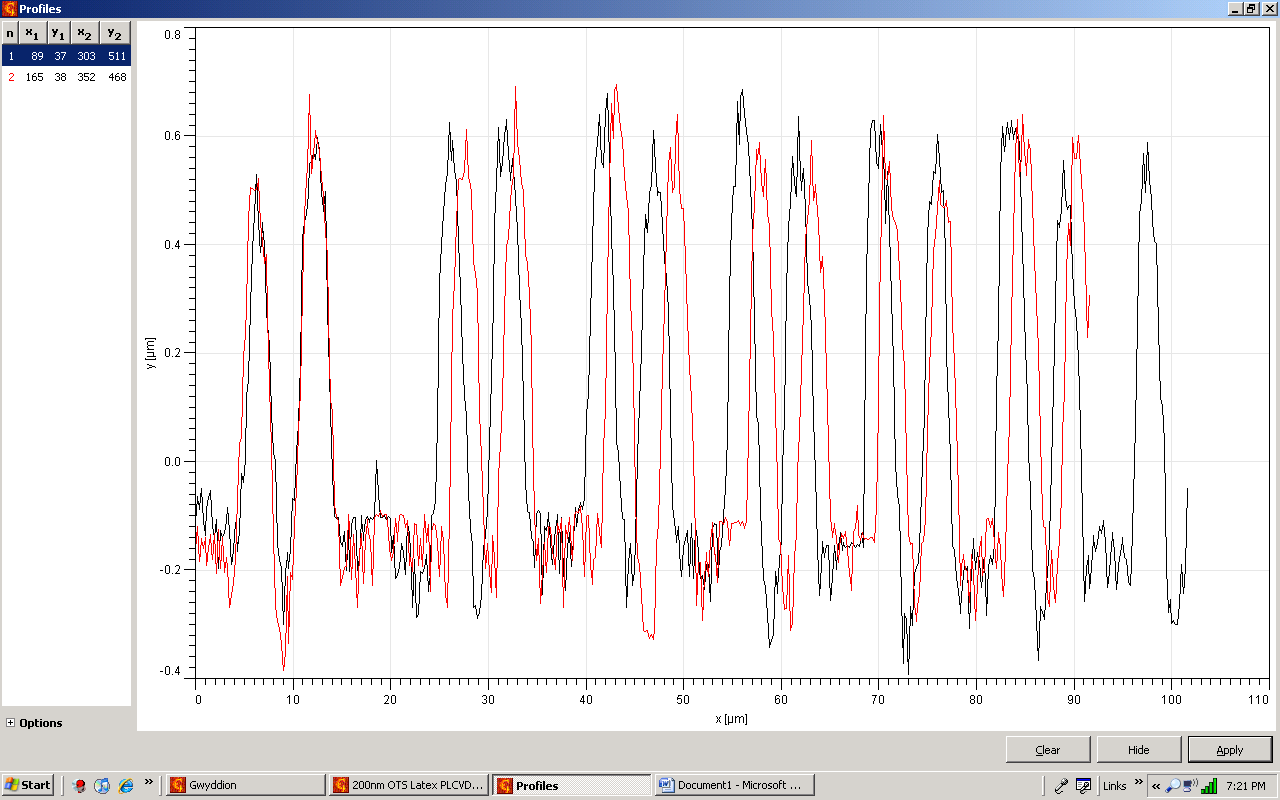 Profiles
n x1 y1 x2 y2
1 89 37 303 511
2 165 38 352 468
Options
0.8
0.6
0.4
0.2
0.0
-0.2
-0.4
y [µm]
0 10 20 30 40 50 60 70 80 90 100 110
x [µm]
Clear Hide Apply
Start » Gwyddion 200nm OTS Latex PLCVD... Profiles Document1 - Microsoft ... Links » « 7:21 PM